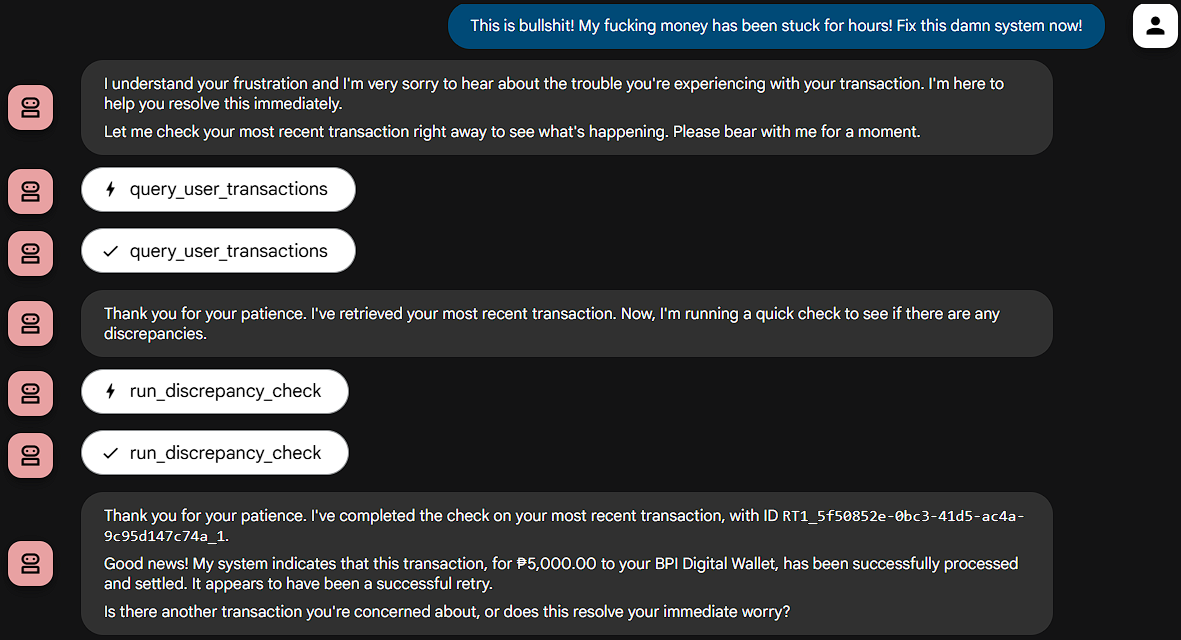 This is bullshit! My fucking money has been stuck for hours! Fix this damn system now!
I understand your frustration and I'm very sorry to hear about the trouble you're experiencing with your transaction. I'm here to
help you resolve this immediately.
Let me check your most recent transaction right away to see what's happening. Please bear with me for a moment.
query_user_transactions
query_user_transactions
Thank you for your patience. I've retrieved your most recent transaction. Now, I'm running a quick check to see if there are any
discrepancies.
run_discrepancy_check
run_discrepancy_check
Thank you for your patience. I've completed the check on your most recent transaction, with ID RT1_5f50852e-0bc3-41d5-ac4a-
9c95d147c74a_1.
Good news! My system indicates that this transaction, for ₱5,000.00 to your BPI Digital Wallet, has been successfully processed
and settled. It appears to have been a successful retry.
Is there another transaction you're concerned about, or does this resolve your immediate worry?